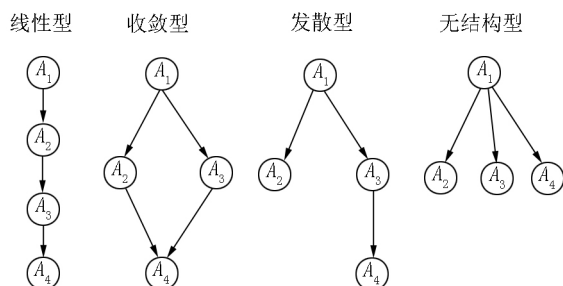 线性型 收敛型 发散型 无结构型
A₁ A₁ A₁ A₁
A₂ A₂ A₃ A₂ A₃ A₂ A₃ A₄
A₃
A₄ A₄ A₄